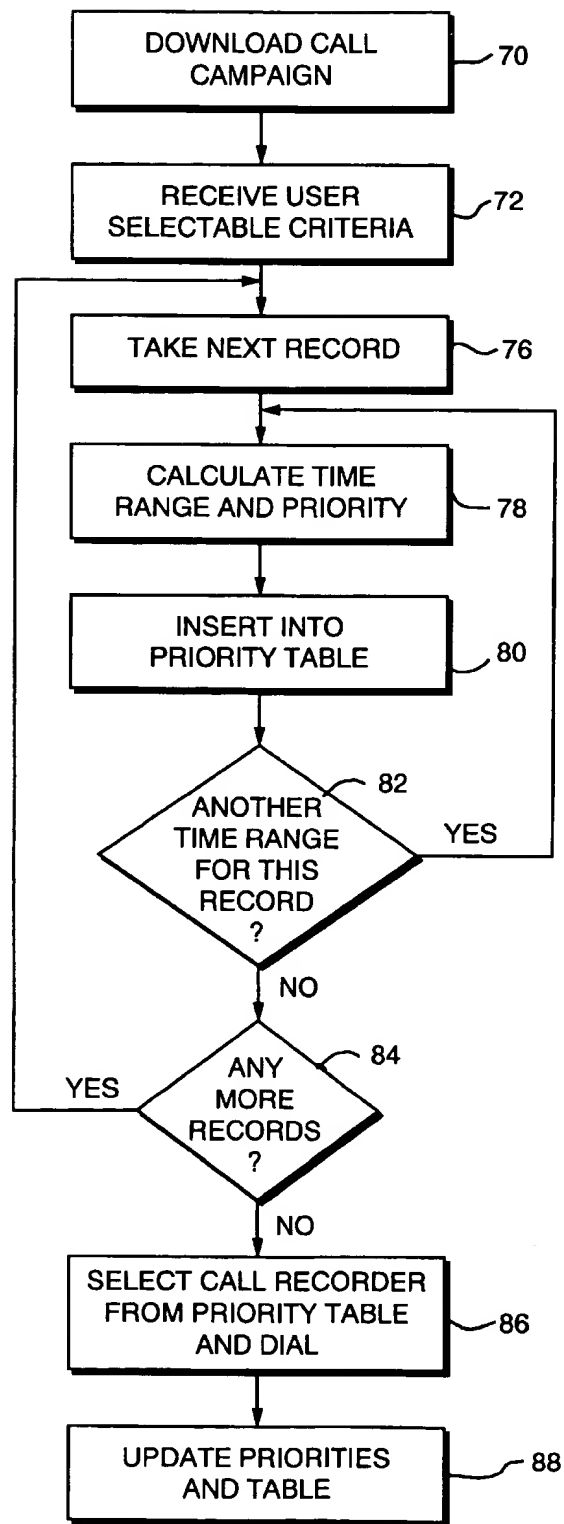 DOWNLOAD CALL
CAMPAIGN
70
RECEIVE USER
SELECTABLE CRITERIA
72
TAKE NEXT RECORD
76
CALCULATE TIME
RANGE AND PRIORITY
78
INSERT INTO
PRIORITY TABLE
80
82
ANOTHER
TIME RANGE
FOR THIS
RECORD
?
YES
NO
84
ANY
MORE
RECORDS
?
YES
NO
SELECT CALL RECORDER
FROM PRIORITY TABLE
AND DIAL
86
UPDATE PRIORITIES
AND TABLE
88